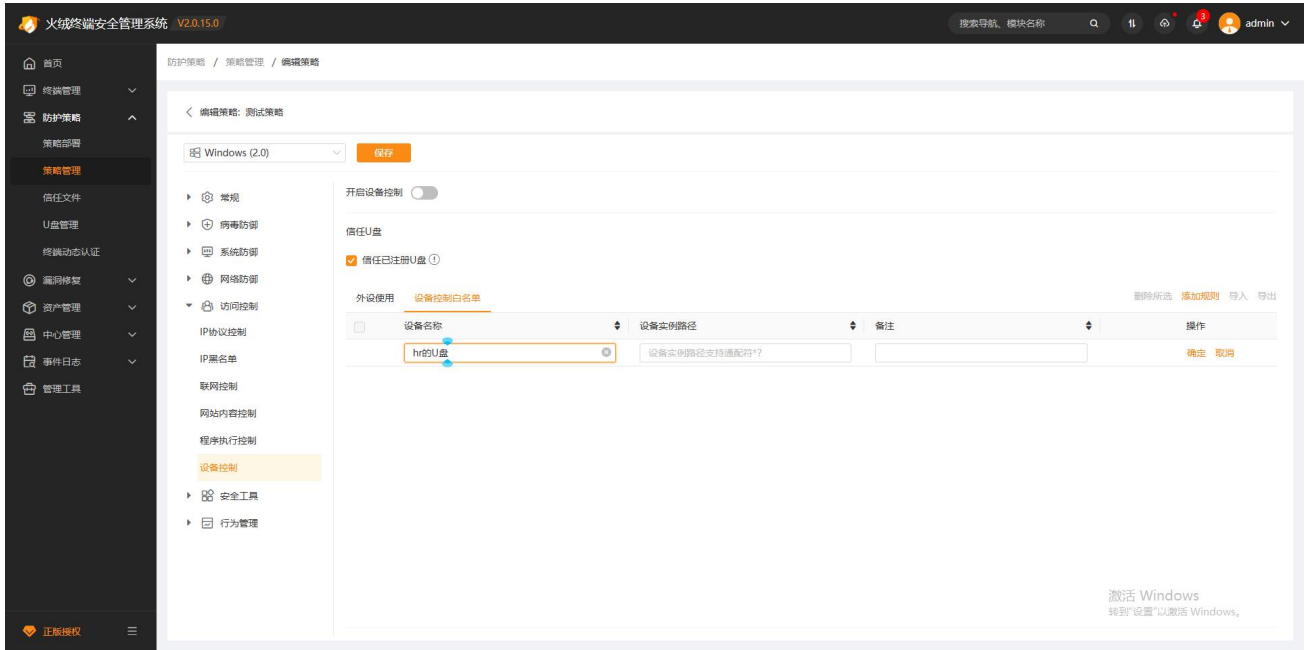 火绒终端安全管理系统 V2.0.15.0
搜索导航、模块名称
3
admin
首页
终端管理
防护策略
策略部署
策略管理
信任文件
U盘管理
终端动态认证
漏洞修复
资产管理
中心管理
事件日志
管理工具
正版授权
防护策略 / 策略管理 / 编辑策略
编辑策略: 测试策略
Windows (2.0)
保存
常规
病毒防御
系统防御
网络防御
访问控制
IP协议控制
IP黑名单
联网控制
网站内容控制
程序执行控制
设备控制
安全工具
行为管理
开启设备控制
信任U盘
信任已注册U盘
外设使用 设备控制白名单
删除所选 添加规则 导入 导出
设备名称 设备实例路径 备注 操作
hr的U盘 设备实例路径支持通配符*? 确定 取消
激活 Windows
转到"设置"以激活 Windows。